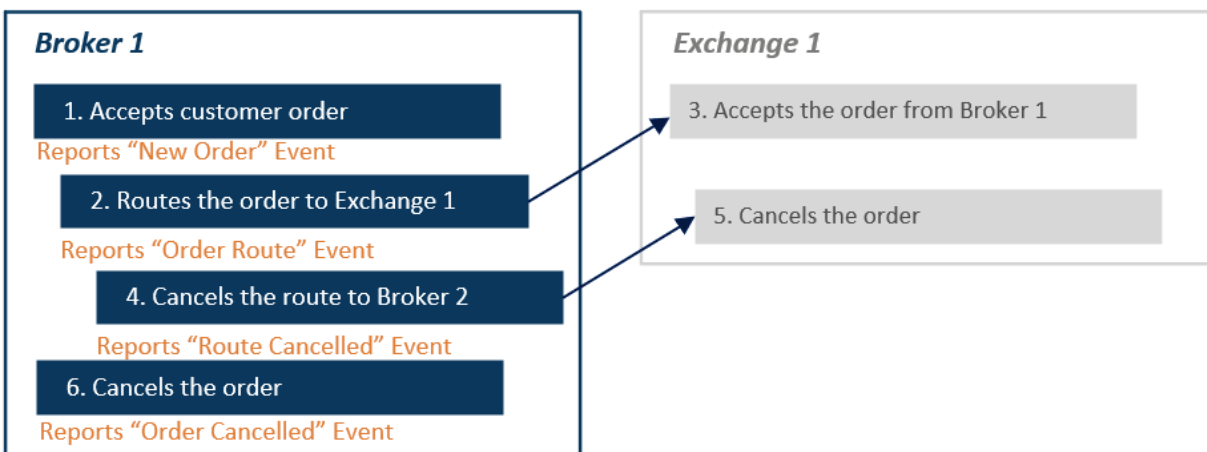 Broker 1
1. Accepts customer order
Reports “New Order” Event
2. Routes the order to Exchange 1
Reports “Order Route” Event
4. Cancels the route to Broker 2
Reports “Route Cancelled” Event
6. Cancels the order
Reports “Order Cancelled” Event
Exchange 1
3. Accepts the order from Broker 1
5. Cancels the order